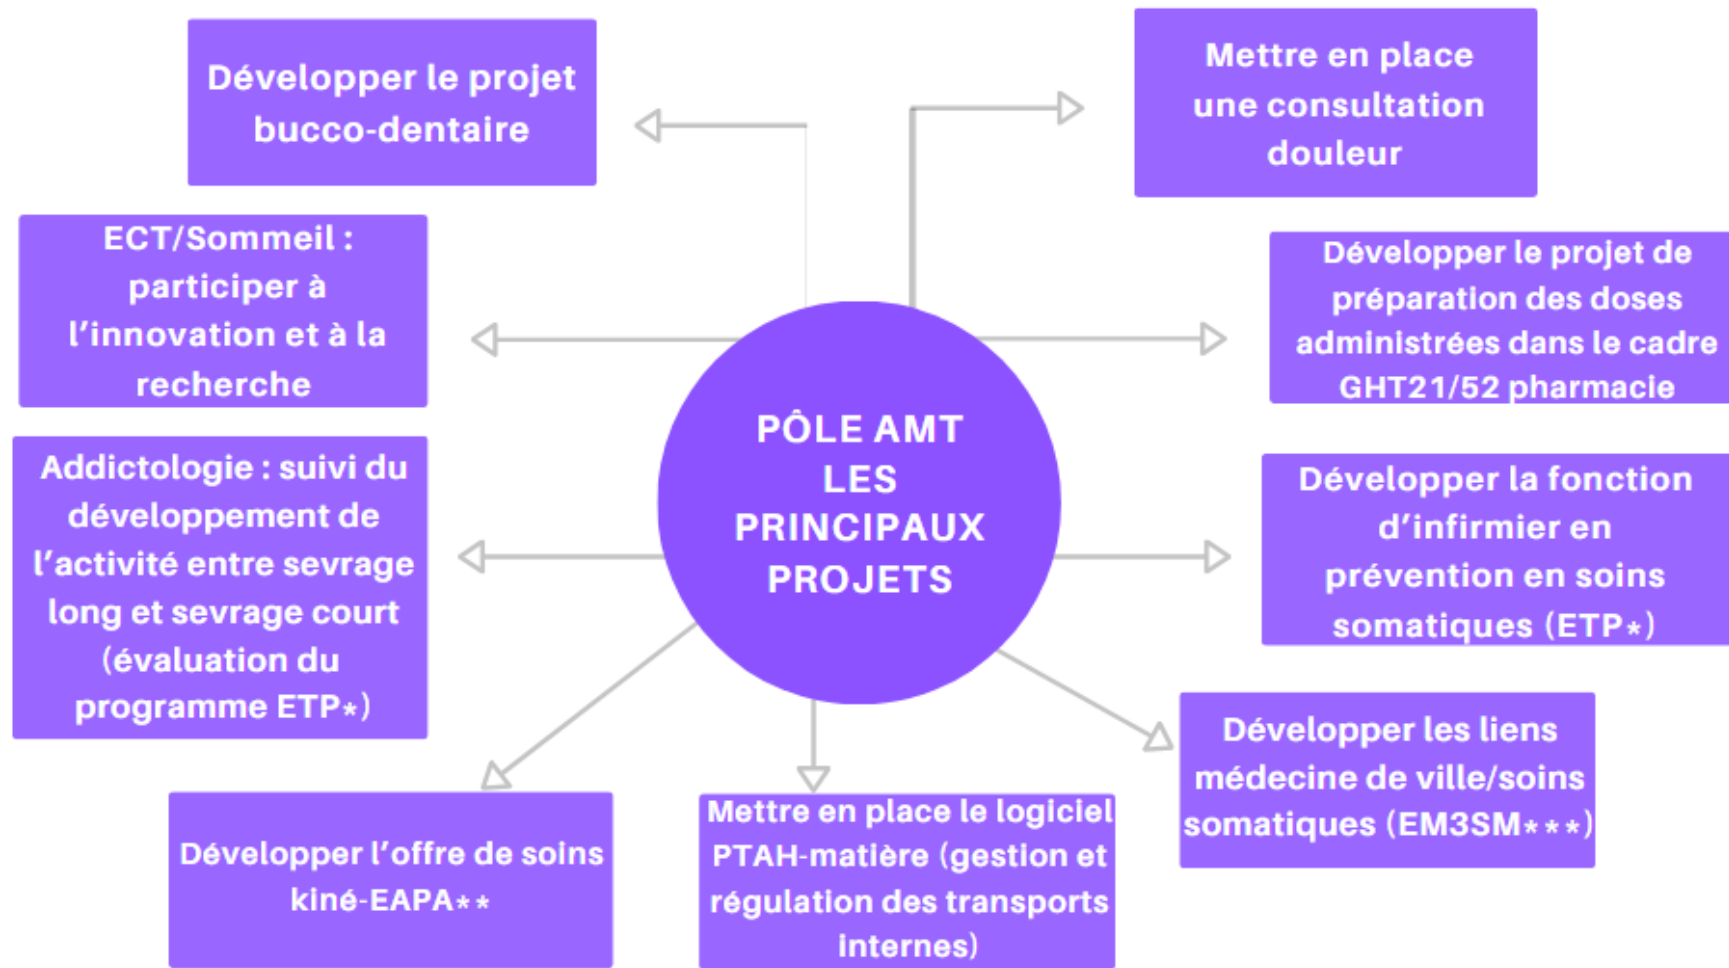 Développer le projet
bucco-dentaire
Mettre en place
une consultation
douleur
ECT/Sommeil :
participer à
l’innovation et à la
recherche
Développer le projet de
préparation des doses
administrées dans le cadre
GHT21/52 pharmacie
PÔLE AMT
LES
PRINCIPAUX
PROJETS
Addictologie : suivi du
développement de
l’activité entre sevrage
long et sevrage court
(évaluation du
programme ETP*)
Développer la fonction
d’infirmier en
prévention en soins
somatiques (ETP*)
Développer l’offre de soins
kiné-EAPA**
Mettre en place le logiciel
PTAH-matière (gestion et
régulation des transports
internes)
Développer les liens
médecine de ville/soins
somatiques (EM3SM***)